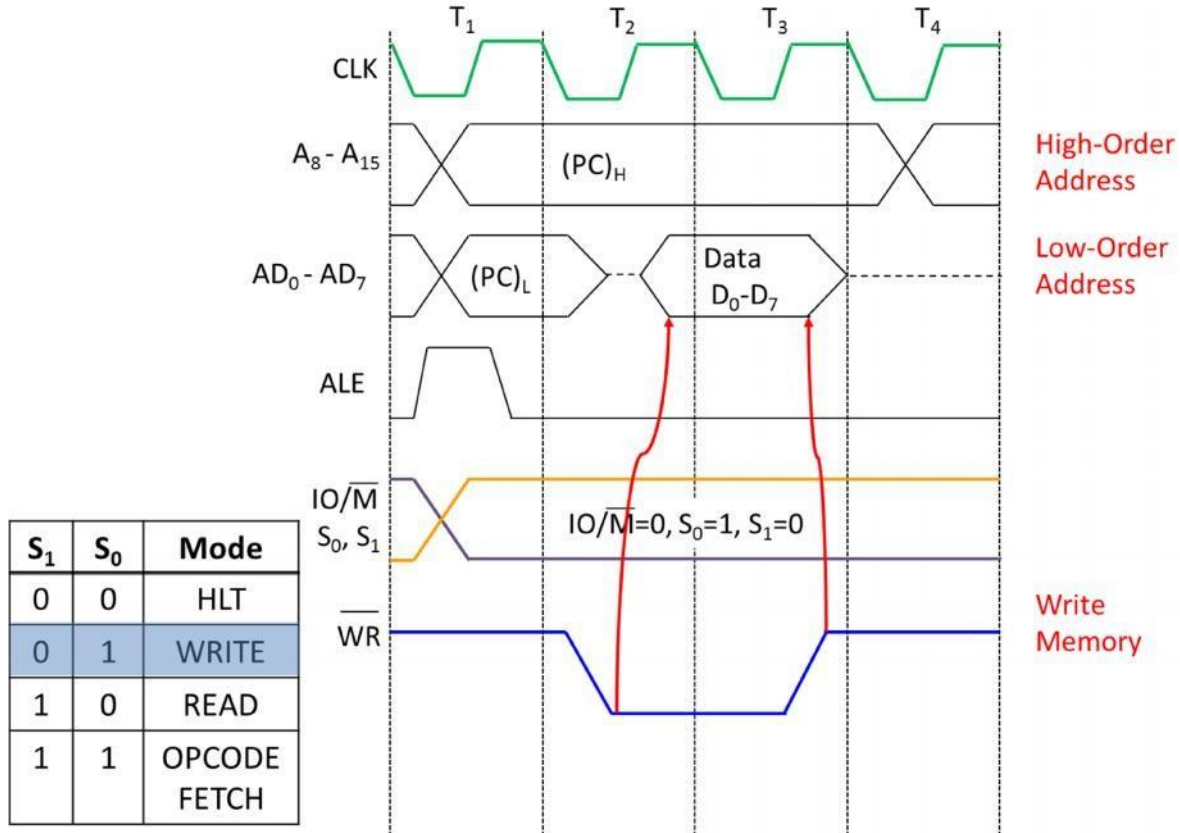 T₁ T₂ T₃ T₄
CLK
A₈ - A₁₅ (PC)H High-Order
Address
AD₀ - AD₇ (PC)L Data
D₀-D₇ Low-Order
Address
ALE
IO/M̅
S₀, S₁ IO/M̅=0, S₀=1, S₁=0
W̅R̅ Write
Memory
S₁ S₀ Mode
0 0 HLT
0 1 WRITE
1 0 READ
1 1 OPCODE
FETCH